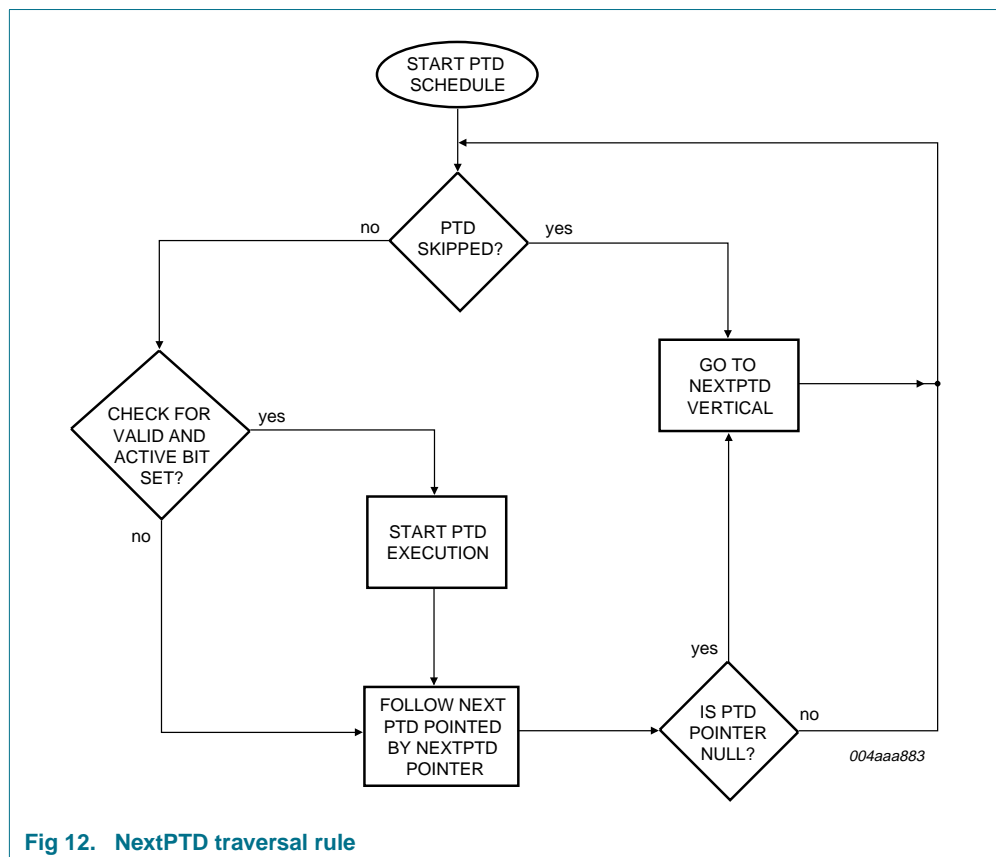 START PTD
SCHEDULE
PTD
SKIPPED?
no
yes
GO TO
NEXTPTD
VERTICAL
CHECK FOR
VALID AND
ACTIVE BIT
SET?
yes
no
START PTD
EXECUTION
FOLLOW NEXT
PTD POINTED
BY NEXTPTD
POINTER
yes
IS PTD
POINTER
NULL?
no
004aaa883
Fig 12. NextPTD traversal rule